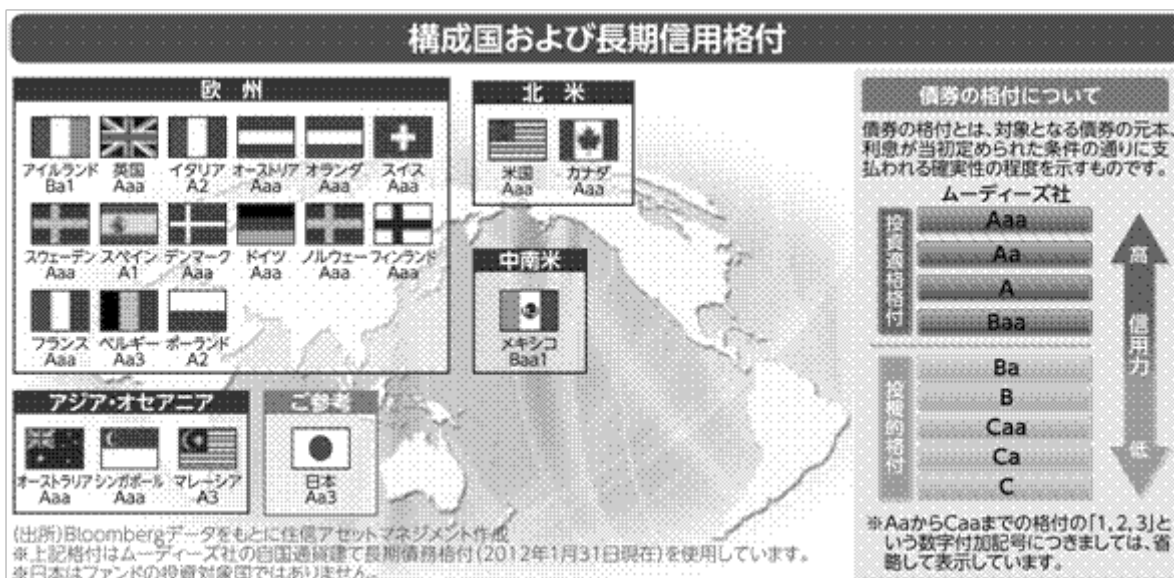 構成国および長期信用格付
欧 州
アイルランド 英国 イタリア オーストリア オランダ スイス
Ba1 Aaa A2 Aaa Aaa Aaa
スウェーデン スペイン デンマーク ドイツ ノルウェー フィンランド
Aaa A1 Aaa Aaa Aaa Aaa
フランス ベルギー ポーランド
Aaa Aa3 A2
北 米
米国 カナダ
Aaa Aaa
中南米
メキシコ
Baa1
アジア・オセアニア
オーストラリア シンガポール マレーシア
Aaa Aaa A3
ご参考
日本
Aa3
(出所)Bloombergデータをもとに住信アセットマネジメント作成
※上記格付はムーディーズ社の自国通貨建て長期債務格付(2012年1月31日現在)を使用しています。
※日本はファンドの投資対象国ではありません。
債券の格付について
債券の格付とは、対象となる債券の元本
利息が当初定められた条件の通りに支
払われる確実性の程度を示すものです。
ムーディーズ社
投資適格格付
Aaa
Aa
A
Baa
投機的格付
Ba
B
Caa
Ca
C
高
信用力
低
※AaからCaaまでの格付の「1,2,3」と
いう数字付加記号につきましては、省
略して表示しています。